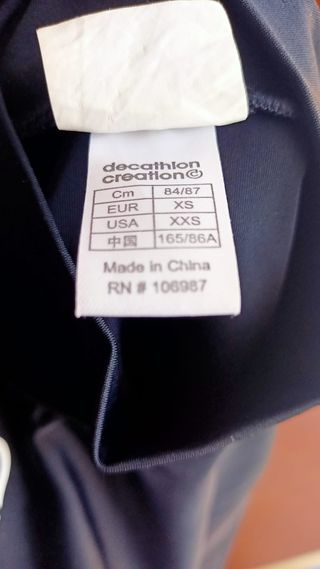 decathlon
creation©
Cm 84/87
EUR XS
USA XXS
中国 165/86A
Made in China
RN # 106987